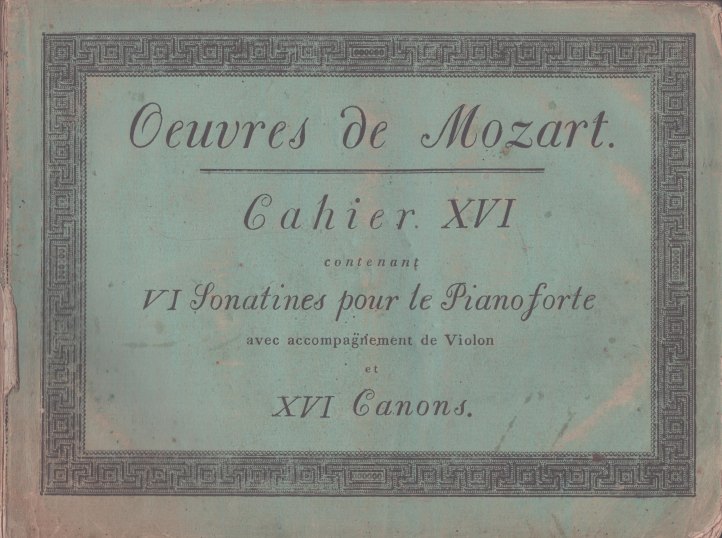 Oeuvres de Mozart.
Cahier. XVI
contenant
VI Sonatines pour le Pianoforte
avec accompagnement de Violon
et
XVI Canons.